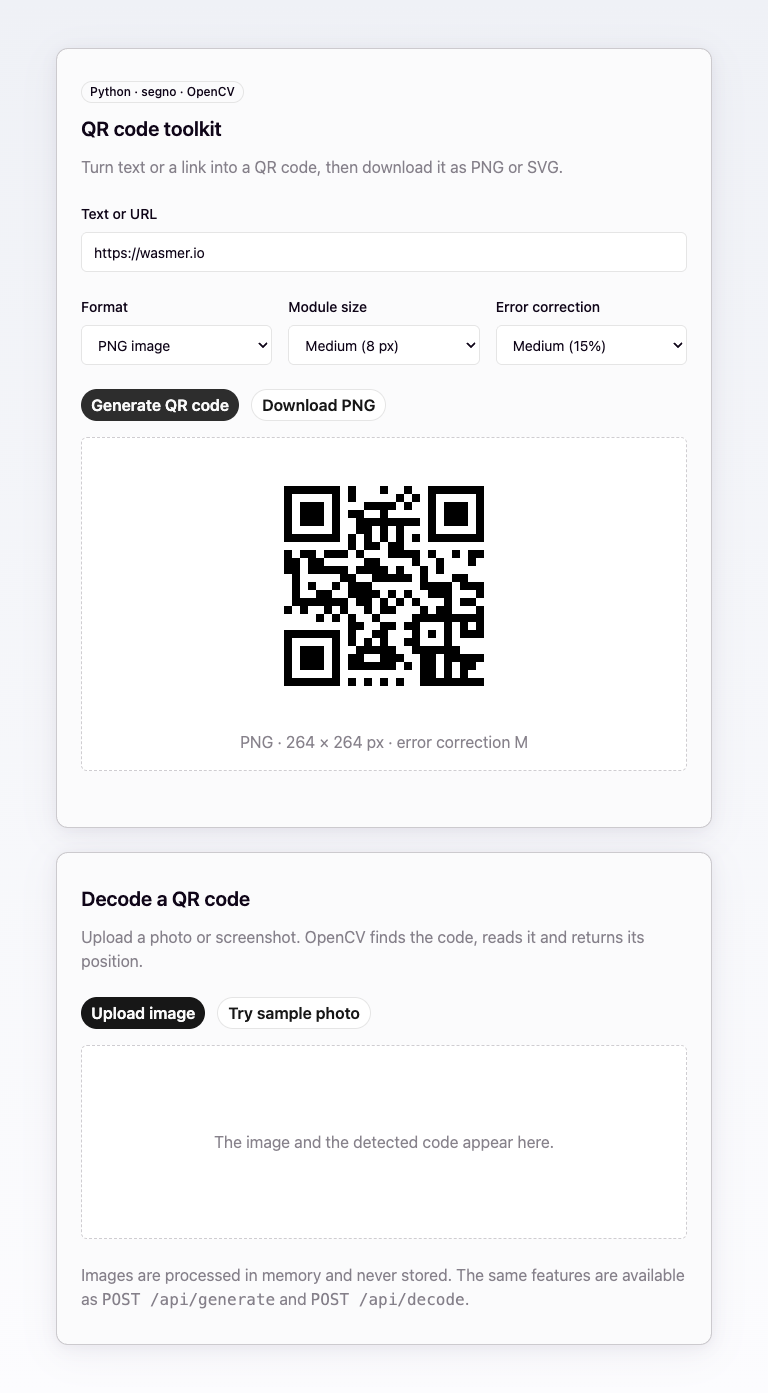 Python · segno · OpenCV
QR code toolkit
Turn text or a link into a QR code, then download it as PNG or SVG.
Text or URL
https://wasmer.io
Format
Module size
Error correction
PNG image
Medium (8 px)
Medium (15%)
Generate QR code
Download PNG
PNG · 264 × 264 px · error correction M
Decode a QR code
Upload a photo or screenshot. OpenCV finds the code, reads it and returns its
position.
Upload image
Try sample photo
The image and the detected code appear here.
Images are processed in memory and never stored. The same features are available
as POST /api/generate and POST /api/decode.